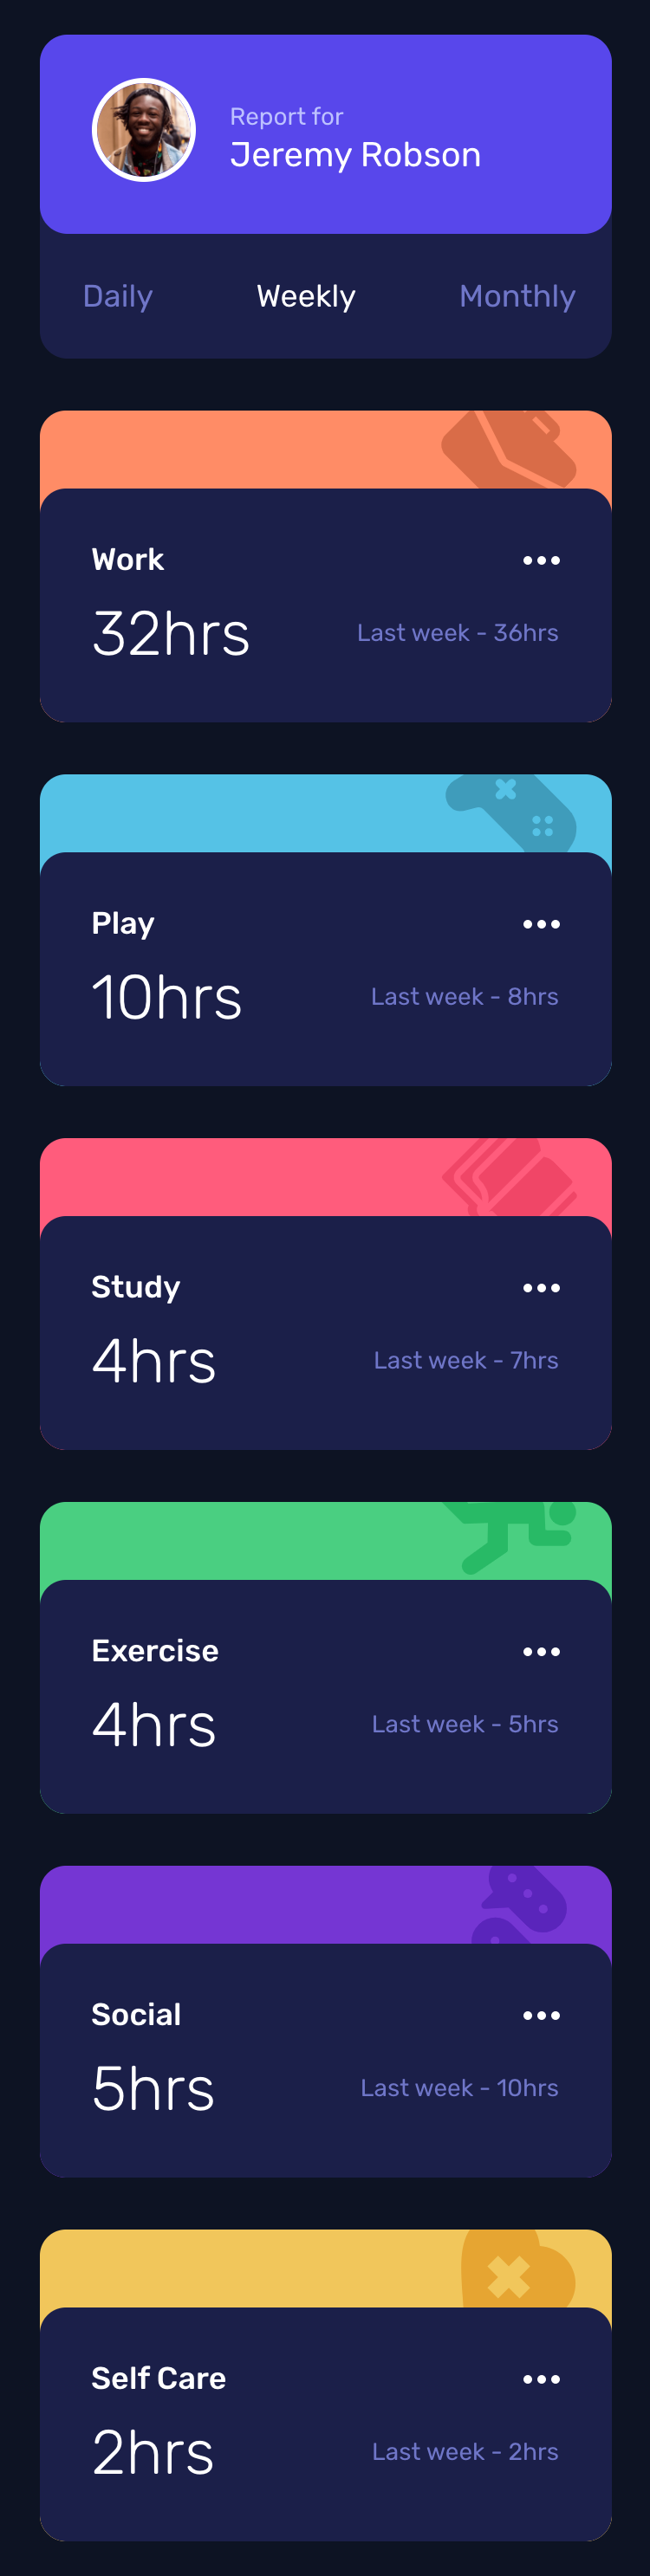 Report for
Jeremy Robson
Daily Weekly Monthly
Work
32hrs Last week - 36hrs
Play
10hrs Last week - 8hrs
Study
4hrs Last week - 7hrs
Exercise
4hrs Last week - 5hrs
Social
5hrs Last week - 10hrs
Self Care
2hrs Last week - 2hrs